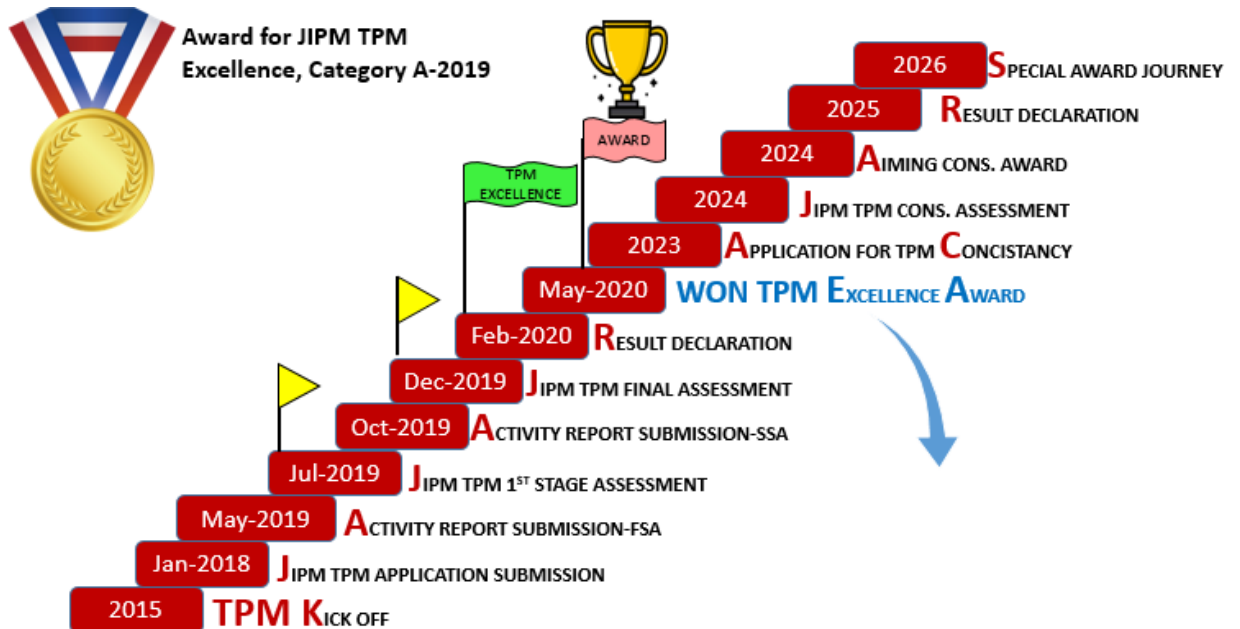 Award for JIPM TPM
Excellence, Category A-2019
AWARD
TPM
EXCELLENCE
2026 SPECIAL AWARD JOURNEY
2025 RESULT DECLARATION
2024 AIMING CONS. AWARD
2024 JIPM TPM CONS. ASSESSMENT
2023 APPLICATION FOR TPM CONCISTANCY
May-2020 WON TPM EXCELLENCE AWARD
Feb-2020 RESULT DECLARATION
Dec-2019 JIPM TPM FINAL ASSESSMENT
Oct-2019 ACTIVITY REPORT SUBMISSION-SSA
Jul-2019 JIPM TPM 1ST STAGE ASSESSMENT
May-2019 ACTIVITY REPORT SUBMISSION-FSA
Jan-2018 JIPM TPM APPLICATION SUBMISSION
2015 TPM KICK OFF